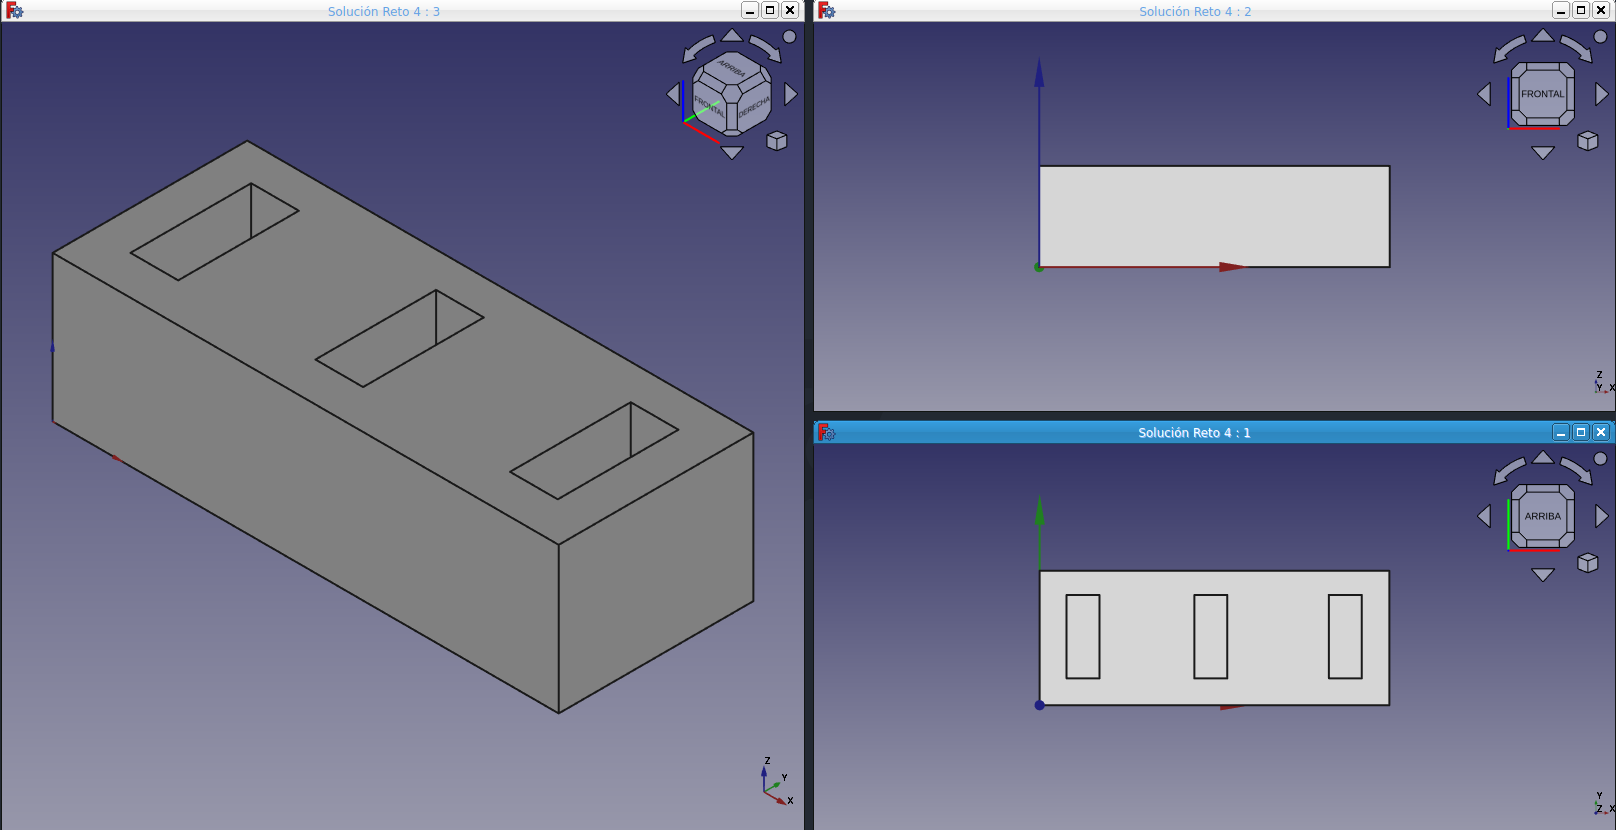 Solución Reto 4 : 3
ARRIBA
FRONTAL
DERECHA
Z
Y
X
Solución Reto 4 : 2
FRONTAL
Z
Y
X
Solución Reto 4 : 1
ARRIBA
Y
Z
X